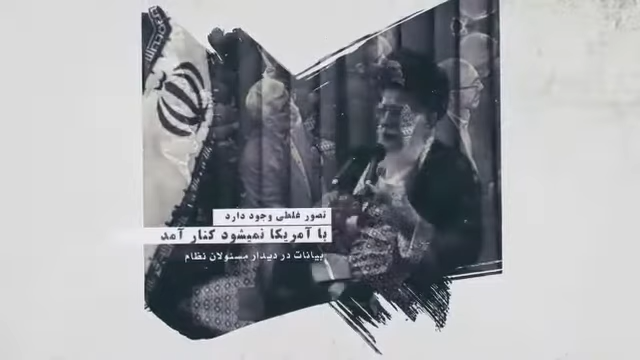 تصور غلطی وجود دارد
با آمریکا نمیشود کنار آمد
بیانات در دیدار مسئولان نظام